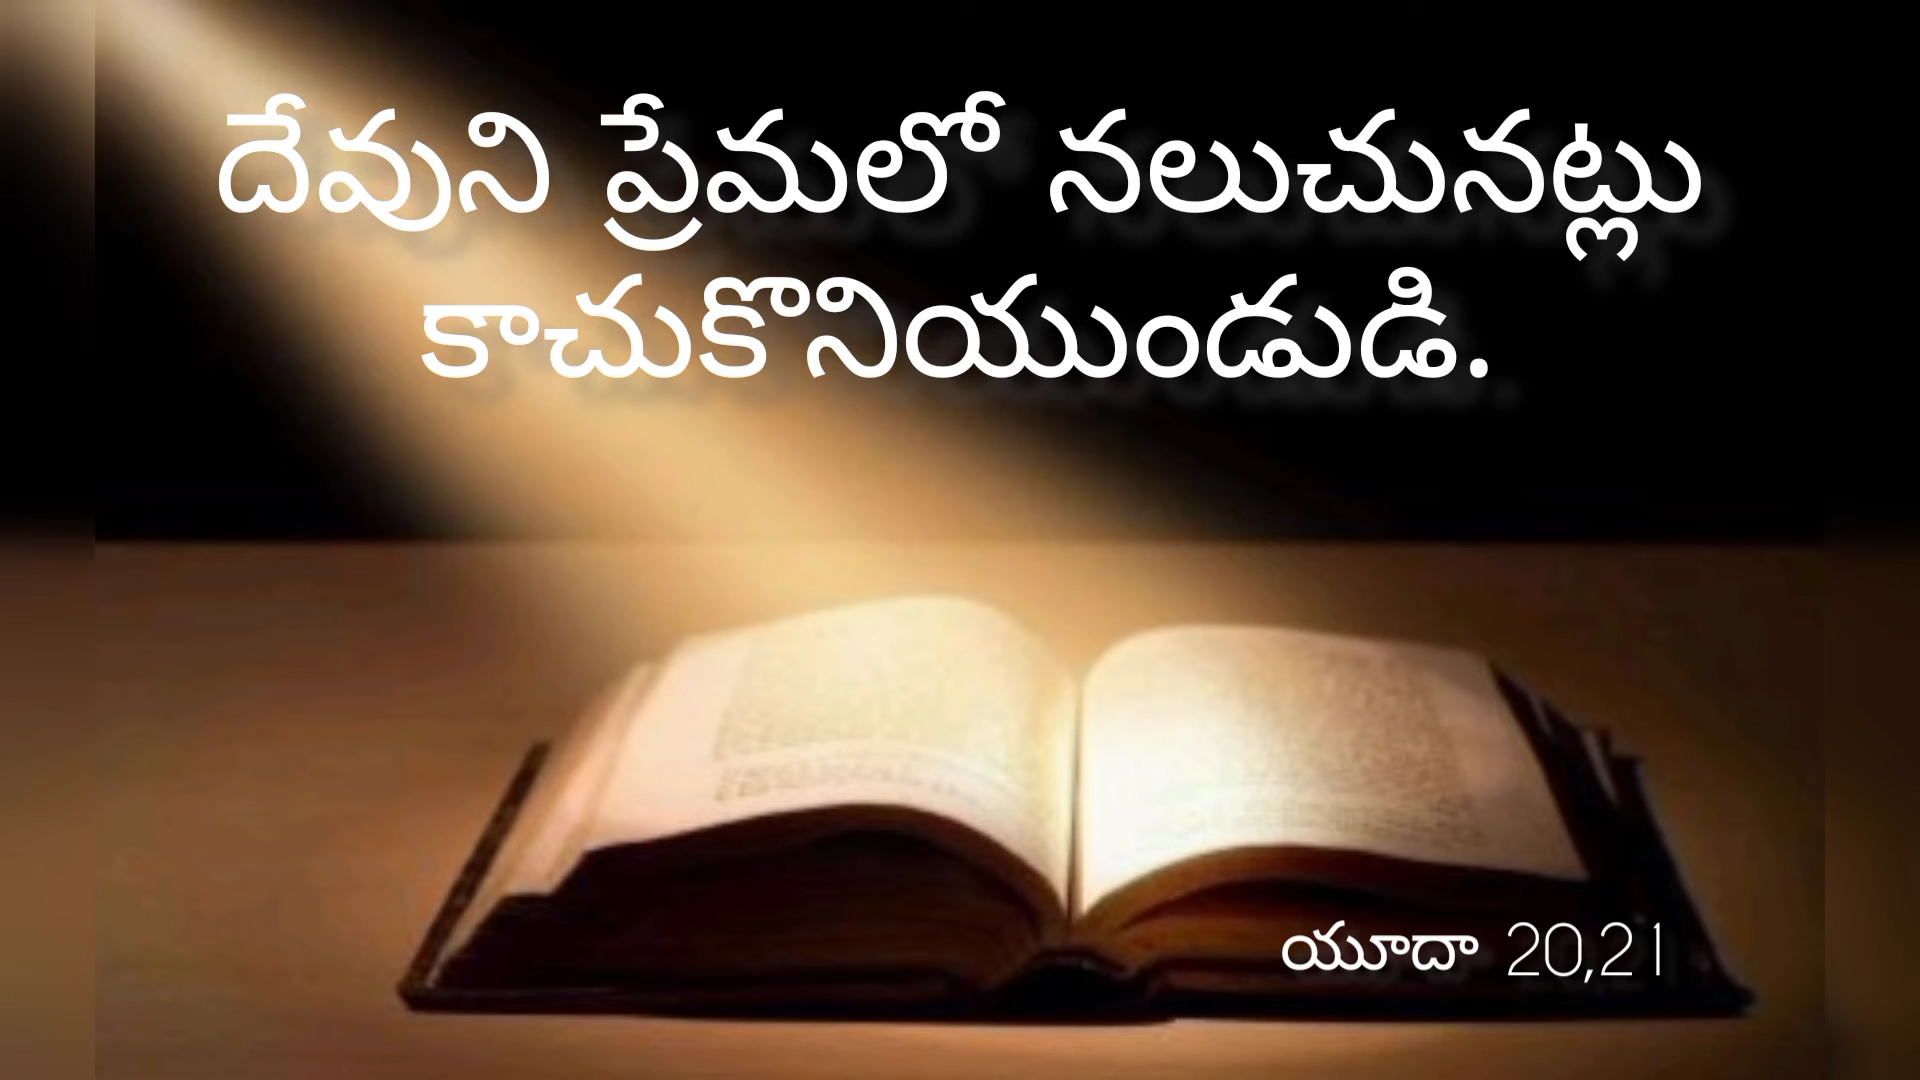 దేవుని ప్రేమలో నలుచునట్లు
కాచుకొనియుండుడి.
యూదా 20,21